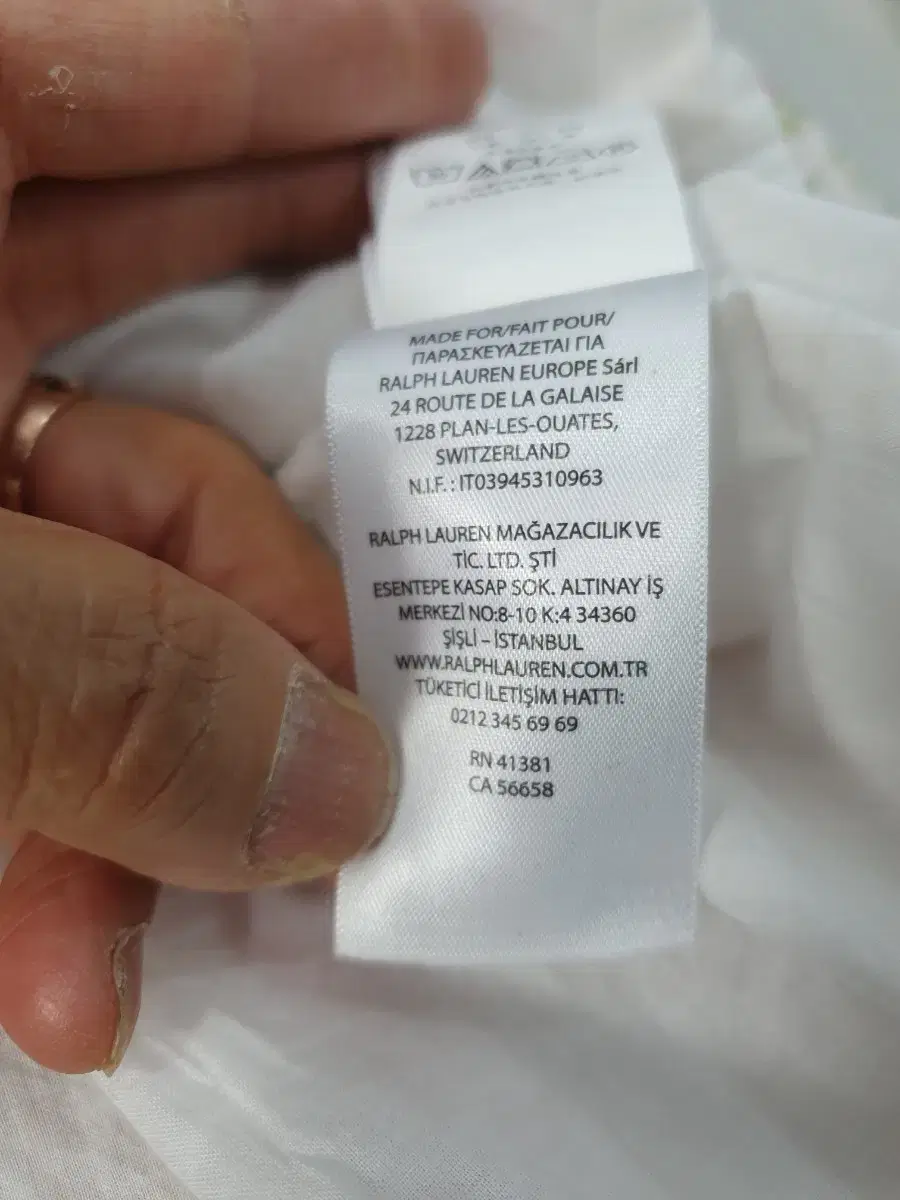 MADE FOR/FAIT POUR/
ΠΑΡΑΣΚΕΥΑΖΕΤΑΙ ΓΙΑ
RALPH LAUREN EUROPE Sárl
24 ROUTE DE LA GALAISE
1228 PLAN-LES-OUATES,
SWITZERLAND
N.I.F. : IT03945310963
RALPH LAUREN MAĞAZACILIK VE
TİC. LTD. ŞTİ
ESENTEPE KASAP SOK. ALTINAY İŞ
MERKEZİ NO:8-10 K:4 34360
ŞİŞLİ – İSTANBUL
WWW.RALPHLAUREN.COM.TR
TÜKETİCİ İLETİŞİM HATTI:
0212 345 69 69
RN 41381
CA 56658